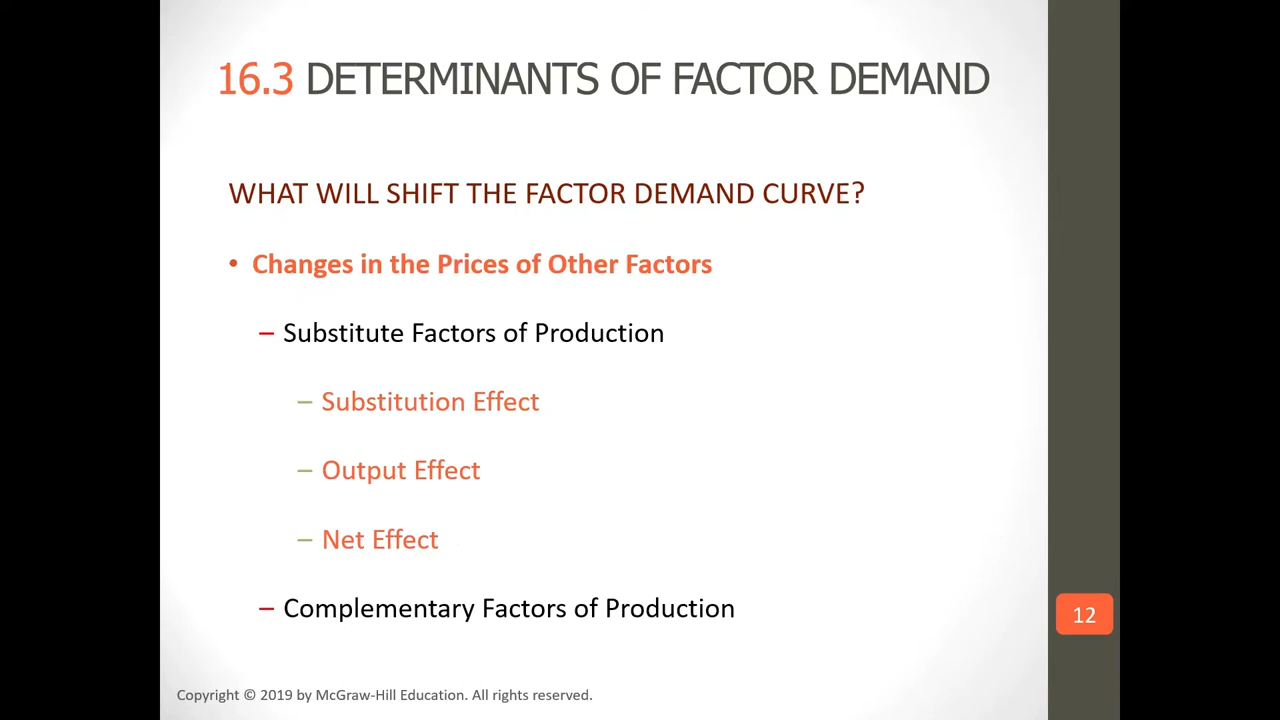 16.3 DETERMINANTS OF FACTOR DEMAND
WHAT WILL SHIFT THE FACTOR DEMAND CURVE?
• Changes in the Prices of Other Factors
– Substitute Factors of Production
– Substitution Effect
– Output Effect
– Net Effect
– Complementary Factors of Production
12
Copyright © 2019 by McGraw-Hill Education. All rights reserved.